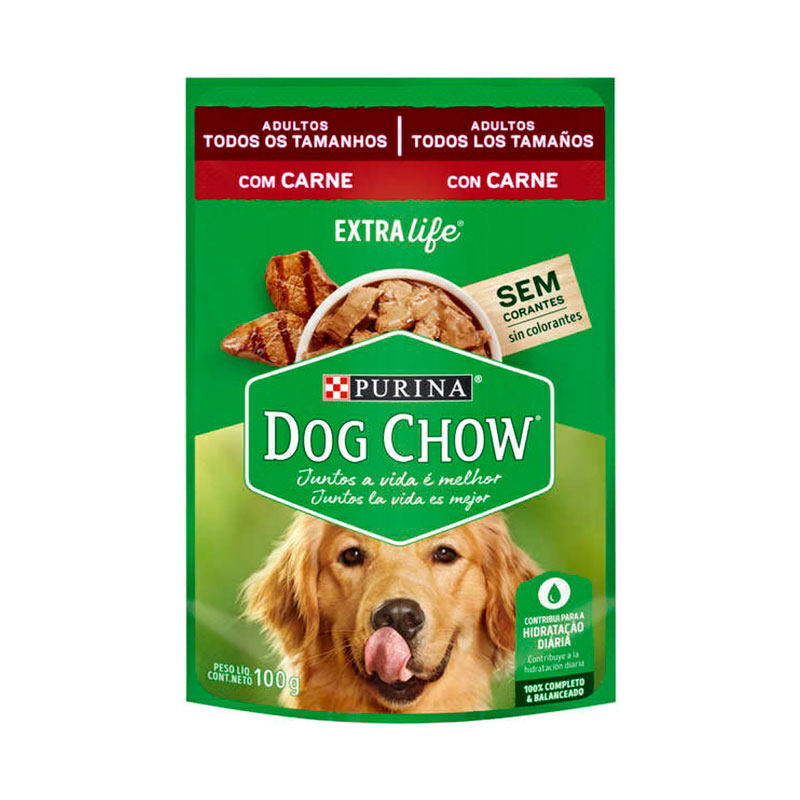 ADULTOS
TODOS OS TAMANHOS
ADULTOS
TODOS LOS TAMAÑOS
COM CARNE
CON CARNE
EXTRA life®
SEM
CORANTES
sin colorantes
PURINA®
DOG CHOW®
Juntos a vida é melhor
Juntos la vida es mejor
CONTRIBUI PARA A
HIDRATAÇÃO
DIÁRIA
Contribuye a la
hidratación diaria
100% COMPLETO
& BALANCEADO
PESO LÍQ.
CONT.NETO 100g